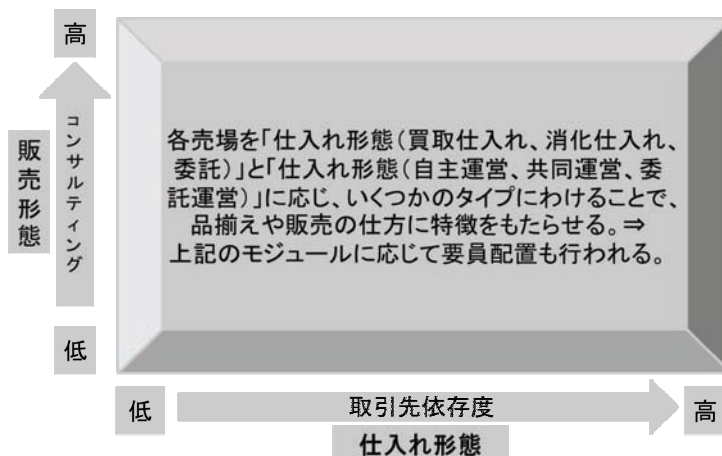 高
コンサルティング
販売形態
低
各売場を「仕入れ形態(買取仕入れ、消化仕入れ、
委託)」と「仕入れ形態(自主運営、共同運営、委
託運営)」に応じ、いくつかのタイプにわけることで、
品揃えや販売の仕方に特徴をもたらせる。⇒
上記のモジュールに応じて要員配置も行われる。
低
取引先依存度
高
仕入れ形態